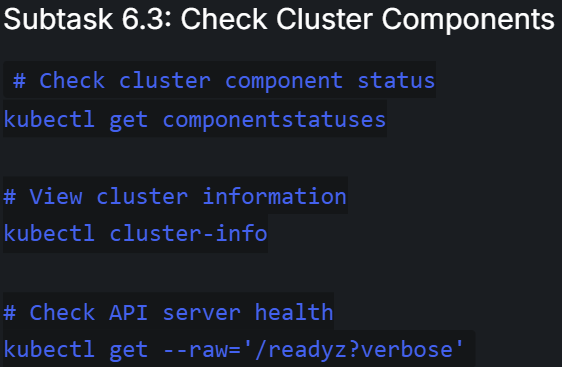 Subtask 6.3: Check Cluster Components
# Check cluster component status
kubectl get componentstatuses
# View cluster information
kubectl cluster-info
# Check API server health
kubectl get --raw='/readyz?verbose'